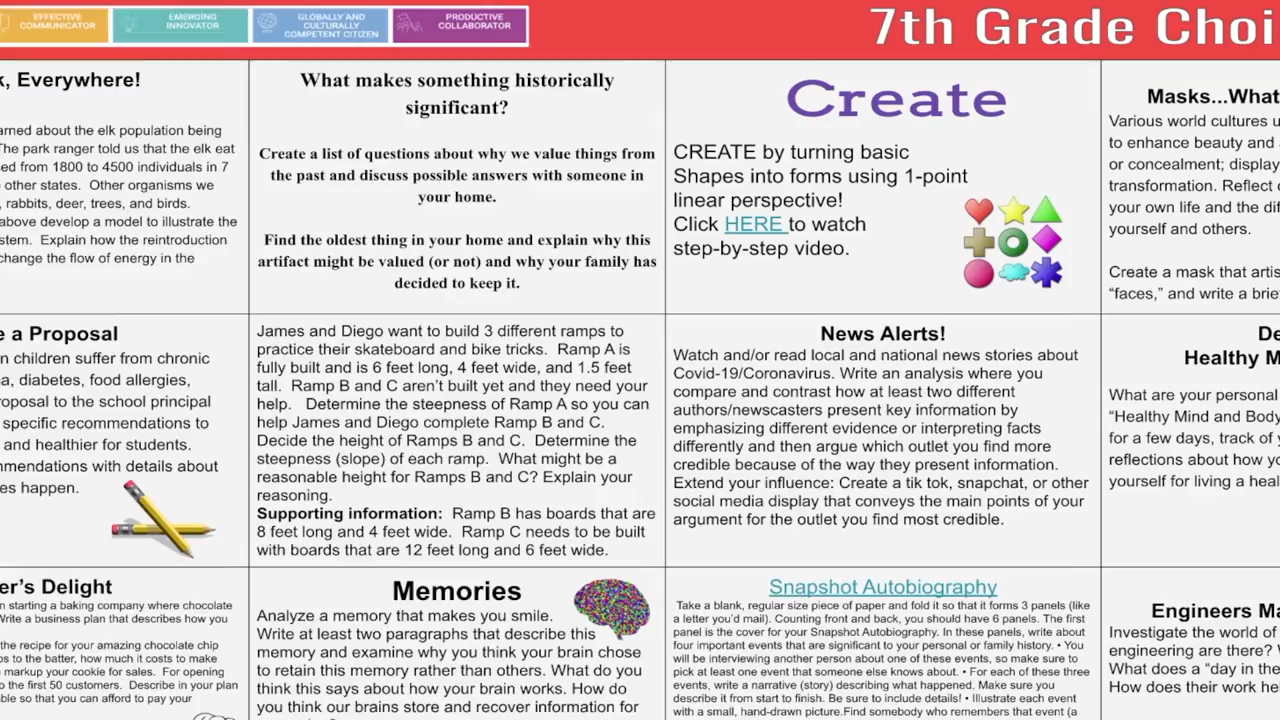 EFFECTIVE
COMMUNICATOR
EMERGING
INNOVATOR
GLOBALLY AND
CULTURALLY
COMPETENT CITIZEN
PRODUCTIVE
COLLABORATOR
7th Grade Choi
k, Everywhere!
arned about the elk population being
The park ranger told us that the elk eat
ed from 1800 to 4500 individuals in 7
other states. Other organisms we
, rabbits, deer, trees, and birds.
above develop a model to illustrate the
stem. Explain how the reintroduction
change the flow of energy in the
What makes something historically
significant?
Create a list of questions about why we value things from
the past and discuss possible answers with someone in
your home.
Find the oldest thing in your home and explain why this
artifact might be valued (or not) and why your family has
decided to keep it.
Create
CREATE by turning basic
Shapes into forms using 1-point
linear perspective!
Click HERE to watch
step-by-step video.
Masks...What
Various world cultures u
to enhance beauty and
or concealment; display
transformation. Reflect
your own life and the dif
yourself and others.
Create a mask that artis
"faces," and write a brie
e a Proposal
n children suffer from chronic
a, diabetes, food allergies,
roposal to the school principal
specific recommendations to
and healthier for students.
mmendations with details about
es happen.
James and Diego want to build 3 different ramps to
practice their skateboard and bike tricks. Ramp A is
fully built and is 6 feet long, 4 feet wide, and 1.5 feet
tall. Ramp B and C aren't built yet and they need your
help. Determine the steepness of Ramp A so you can
help James and Diego complete Ramp B and C.
Decide the height of Ramps B and C. Determine the
steepness (slope) of each ramp. What might be a
reasonable height for Ramps B and C? Explain your
reasoning.
Supporting information: Ramp B has boards that are
8 feet long and 4 feet wide. Ramp C needs to be built
with boards that are 12 feet long and 6 feet wide.
News Alerts!
Watch and/or read local and national news stories about
Covid-19/Coronavirus. Write an analysis where you
compare and contrast how at least two different
authors/newscasters present key information by
emphasizing different evidence or interpreting facts
differently and then argue which outlet you find more
credible because of the way they present information.
Extend your influence: Create a tik tok, snapchat, or other
social media display that conveys the main points of your
argument for the outlet you find most credible.
De
Healthy M
What are your personal
"Healthy Mind and Body
for a few days, track of y
reflections about how yo
yourself for living a heal
er's Delight
n starting a baking company where chocolate
Write a business plan that describes how you
the recipe for your amazing chocolate chip
ps to the batter, how much it costs to make
markup your cookie for sales. For opening
o the first 50 customers. Describe in your plan
ble so that you can afford to pay your
Memories
Analyze a memory that makes you smile.
Write at least two paragraphs that describe this
memory and examine why you think your brain chose
to retain this memory rather than others. What do you
think this says about how your brain works. How do
you think our brains store and recover information for
Snapshot Autobiography
Take a blank, regular size piece of paper and fold it so that it forms 3 panels (like
a letter you'd mail). Counting front and back, you should have 6 panels. The first
panel is the cover for your Snapshot Autobiography. In these panels, write about
four important events that are significant to your personal or family history. • You
will be interviewing another person about one of these events, so make sure to
pick at least one event that someone else knows about. • For each of these three
events, write a narrative (story) describing what happened. Make sure you
describe it from start to finish. Be sure to include details! • Illustrate each event
with a small, hand-drawn picture.Find somebody who remembers that event (a
Engineers Ma
Investigate the world of
engineering are there? W
What does a "day in the
How does their work he